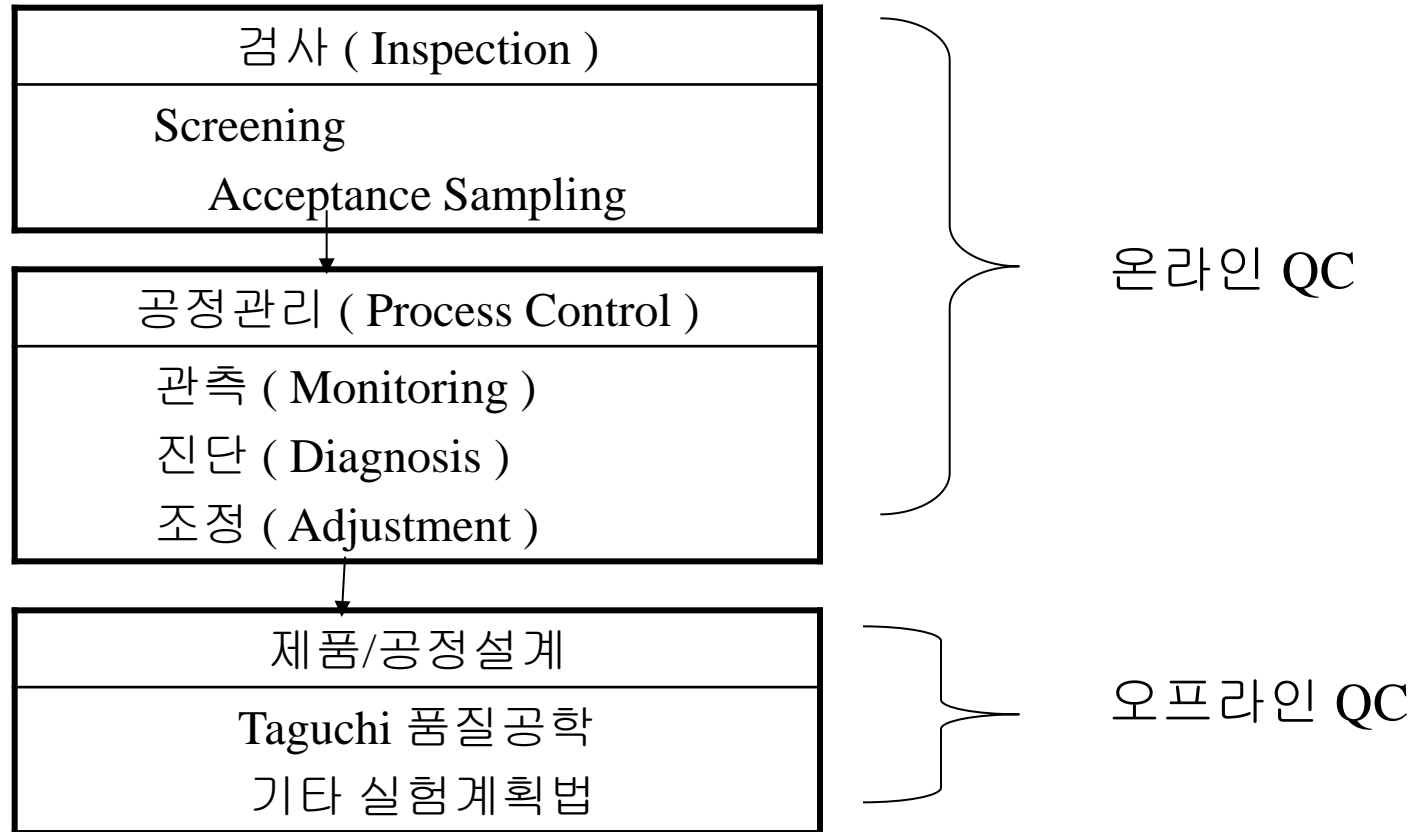 검사 ( Inspection )
Screening
Acceptance Sampling
공정관리 ( Process Control )
관측 ( Monitoring )
진단 ( Diagnosis )
조정 ( Adjustment )
온라인 QC
제품/공정설계
Taguchi 품질공학
기타 실험계획법
오프라인 QC